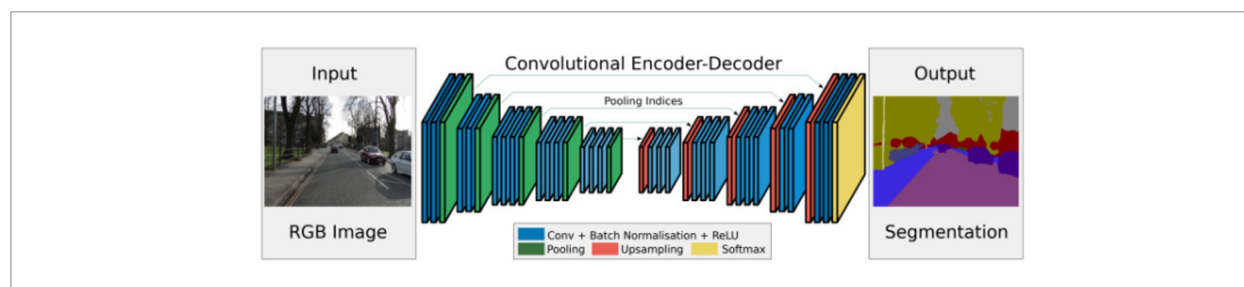 Input
RGB Image
Convolutional Encoder-Decoder
Pooling Indices
Conv + Batch Normalisation + ReLU
Pooling Upsampling Softmax
Output
Segmentation